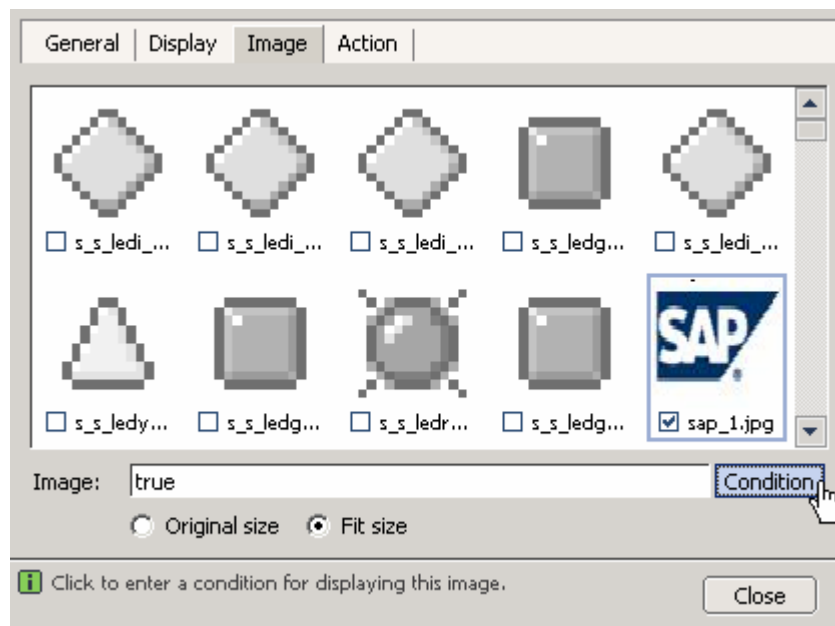 General Display Image Action
s_s_ledi_... s_s_ledi_... s_s_ledi_... s_s_ledg... s_s_ledi_...
SAP
s_s_ledy... s_s_ledg... s_s_ledr... s_s_ledg... sap_1.jpg
Image: true Condition
Original size Fit size
Click to enter a condition for displaying this image.
Close